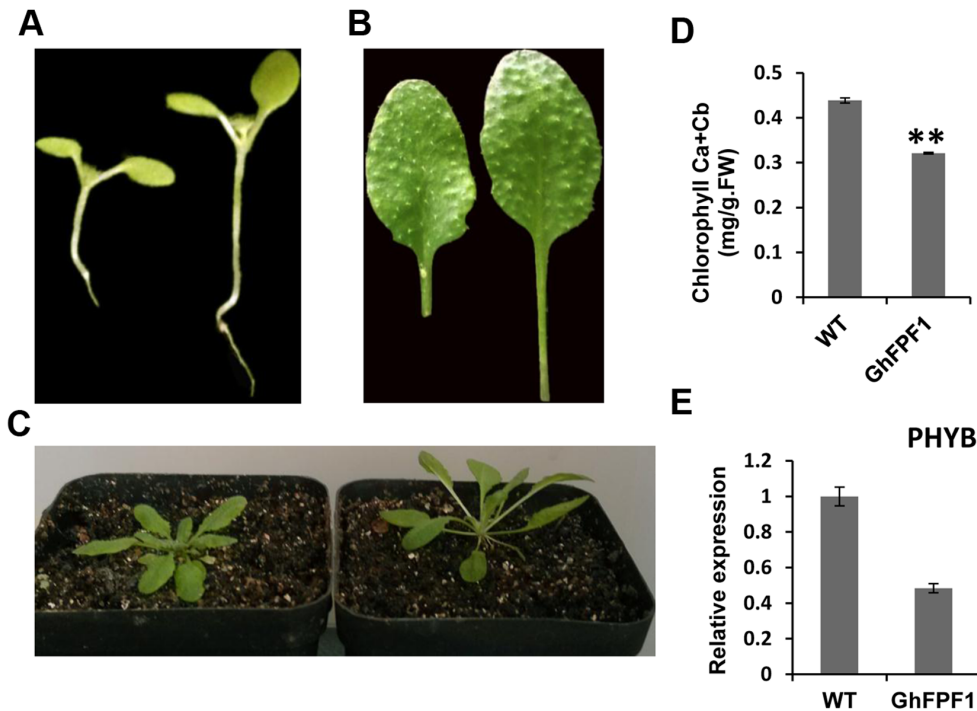 A
B
C
D
Chlorophyll Ca+Cb
(mg/g.FW)
0.5
0.4
0.3
0.2
0.1
0
**
WT
GhFPF1
E
PHYB
Relative expression
1.2
1
0.8
0.6
0.4
0.2
0
WT
GhFPF1